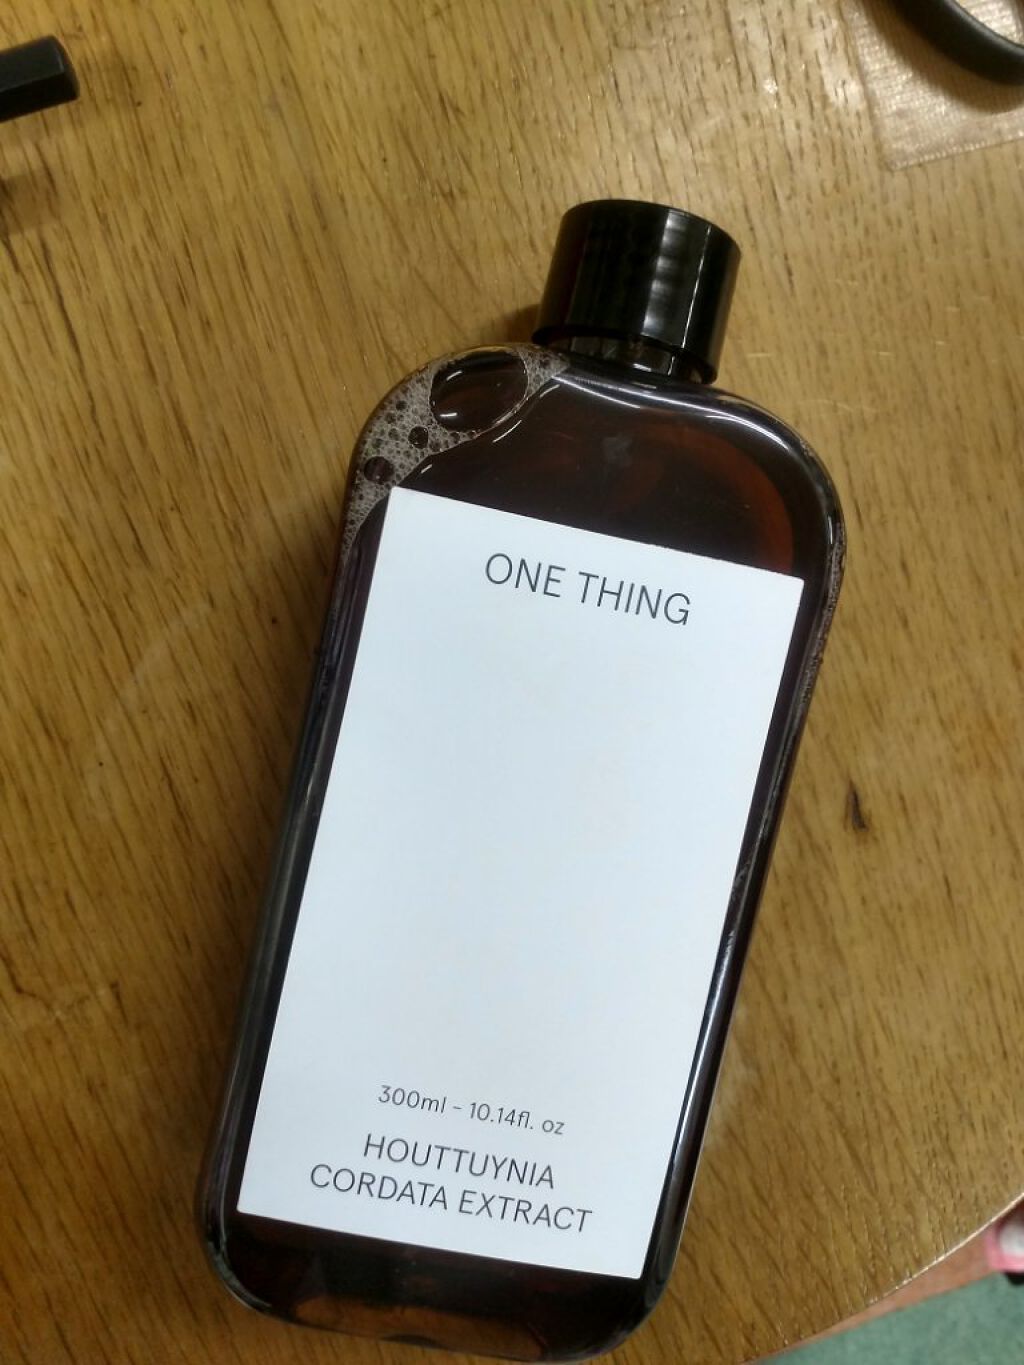 ONE THING
300ml - 10.14fl. oz
HOUTTUYNIA
CORDATA EXTRACT